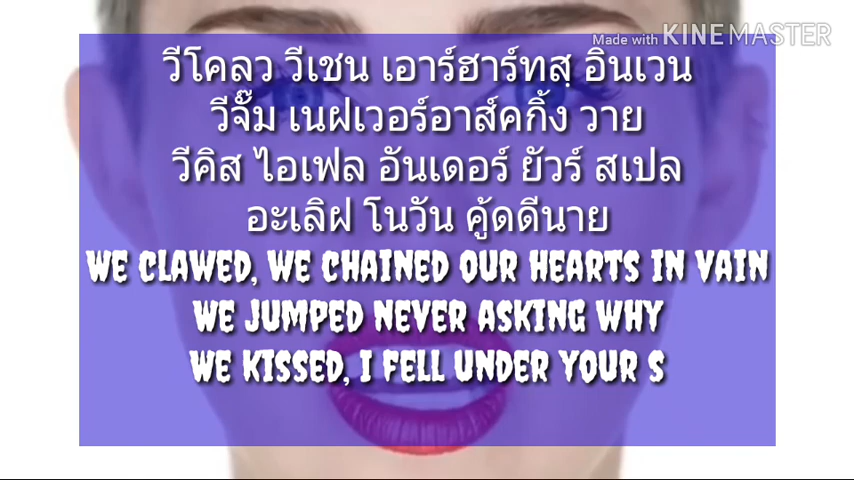 Made with KINEMASTER
วีโคลว วีเชน เอาร์ฮาร์ทสฺ อินเวน
วีจั๊ม เนฝเวอร์อาส์คกิ้ง วาย
วีคิส ไอเฟล อันเดอร์ ยัวร์ สเปล
อะเลิฝ โนวัน คู้ดดีนาย
WE CLAWED, WE CHAINED OUR HEARTS IN VAIN
WE JUMPED NEVER ASKING WHY
WE KISSED, I FELL UNDER YOUR S